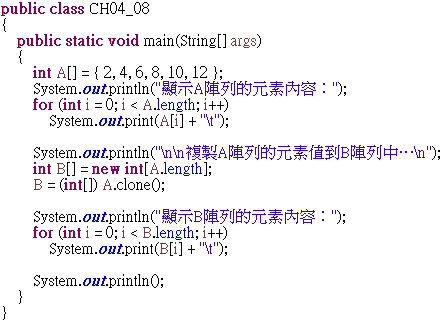 public class CH04_08
{
public static void main(String[] args)
{
int A[] = { 2, 4, 6, 8, 10, 12 };
System.out.println("顯示A陣列的元素內容：");
for (int i = 0; i < A.length; i++)
System.out.print(A[i] + "\t");
System.out.println("\n\n複製A陣列的元素值到B陣列中…\n");
int B[] = new int[A.length];
B = (int[]) A.clone();
System.out.println("顯示B陣列的元素內容：");
for (int i = 0; i < B.length; i++)
System.out.print(B[i] + "\t");
System.out.println();
}
}